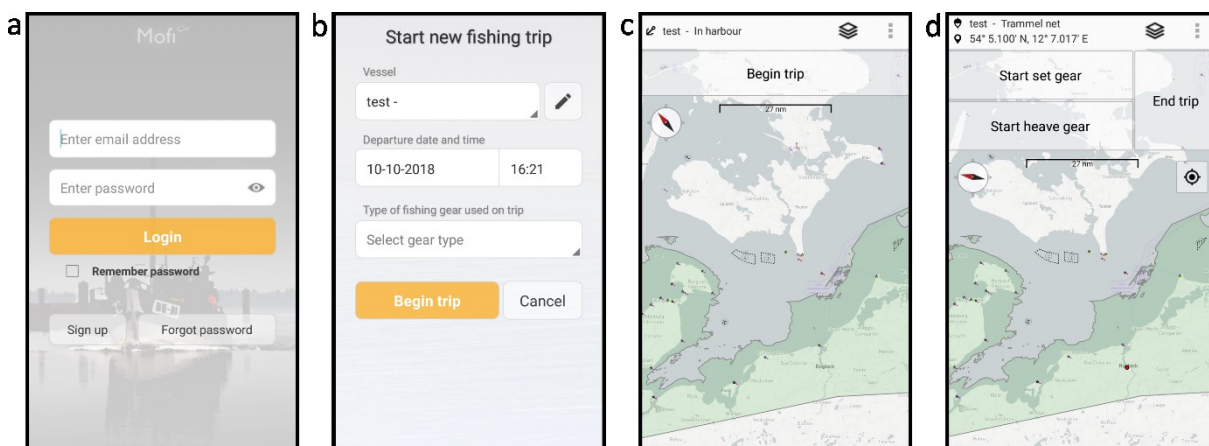 a
Mofi
Enter email address
Enter password
Login
Remember password
Sign up
Forgot password
b
Start new fishing trip
Vessel
test -
Departure date and time
10-10-2018
16:21
Type of fishing gear used on trip
Select gear type
Begin trip
Cancel
c
test - In harbour
Begin trip
27 nm
d
test - Trammel net
54° 5.100' N, 12° 7.017' E
Start set gear
Start heave gear
End trip
27 nm